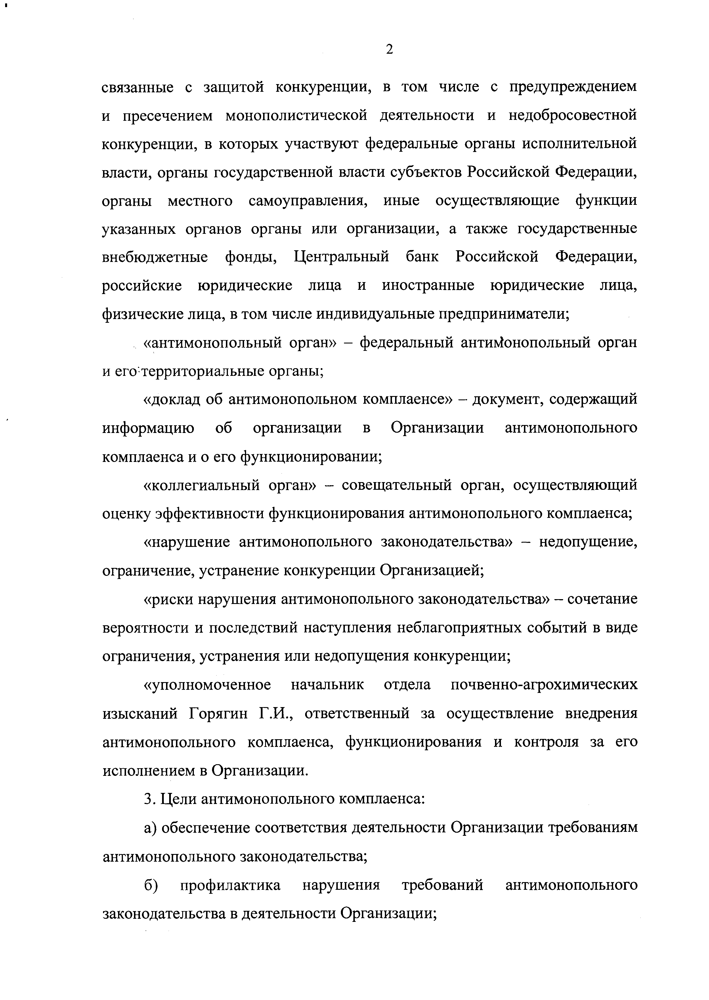 2
связанные с защитой конкуренции, в том числе с предупреждением
и пресечением монополистической деятельности и недобросовестной
конкуренции, в которых участвуют федеральные органы исполнительной
власти, органы государственной власти субъектов Российской Федерации,
органы местного самоуправления, иные осуществляющие функции
указанных органов органы или организации, а также государственные
внебюджетные фонды, Центральный банк Российской Федерации,
российские юридические лица и иностранные юридические лица,
физические лица, в том числе индивидуальные предприниматели;
«антимонопольный орган» – федеральный антимонопольный орган
и его территориальные органы;
«доклад об антимонопольном комплаенсе» – документ, содержащий
информацию об организации в Организации антимонопольного
комплаенса и о его функционировании;
«коллегиальный орган» – совещательный орган, осуществляющий
оценку эффективности функционирования антимонопольного комплаенса;
«нарушение антимонопольного законодательства» – недопущение,
ограничение, устранение конкуренции Организацией;
«риски нарушения антимонопольного законодательства» – сочетание
вероятности и последствий наступления неблагоприятных событий в виде
ограничения, устранения или недопущения конкуренции;
«уполномоченное начальник отдела почвенно-агрохимических
изысканий Горягин Г.И., ответственный за осуществление внедрения
антимонопольного комплаенса, функционирования и контроля за его
исполнением в Организации.
3. Цели антимонопольного комплаенса:
а) обеспечение соответствия деятельности Организации требованиям
антимонопольного законодательства;
б) профилактика нарушения требований антимонопольного
законодательства в деятельности Организации;